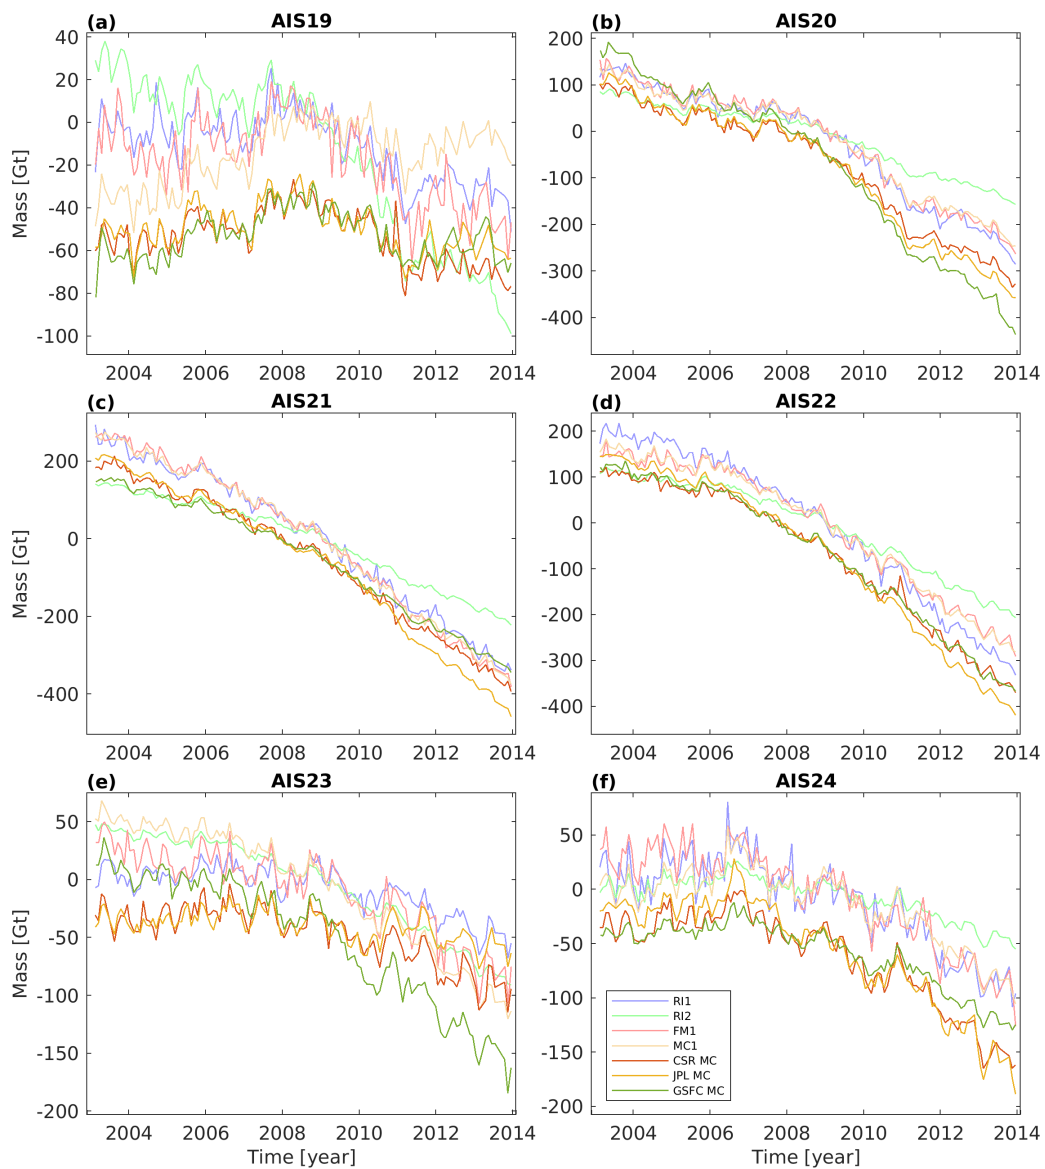 (a) AIS19
(b) AIS20
40
20
0
-20
-40
-60
-80
-100
Mass [Gt]
2004 2006 2008 2010 2012 2014
200
100
0
-100
-200
-300
-400
2004 2006 2008 2010 2012 2014
(c) AIS21
(d) AIS22
200
0
-200
-400
Mass [Gt]
2004 2006 2008 2010 2012 2014
200
100
0
-100
-200
-300
-400
2004 2006 2008 2010 2012 2014
(e) AIS23
(f) AIS24
50
0
-50
-100
-150
-200
Mass [Gt]
2004 2006 2008 2010 2012 2014
Time [year]
50
0
-50
-100
-150
-200
RI1
RI2
FM1
MC1
CSR MC
JPL MC
GSFC MC
2004 2006 2008 2010 2012 2014
Time [year]